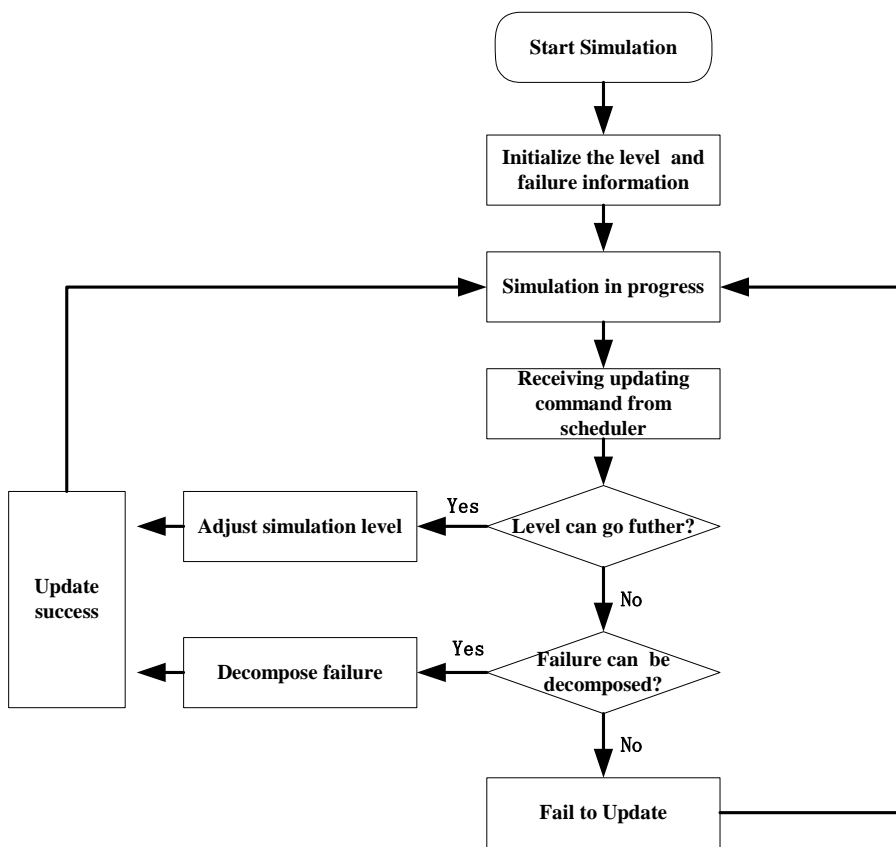 Start Simulation
Initialize the level and
failure information
Simulation in progress
Receiving updating
command from
scheduler
Level can go futher?
Yes
Adjust simulation level
Update
success
No
Failure can be
decomposed?
Yes
Decompose failure
No
Fail to Update